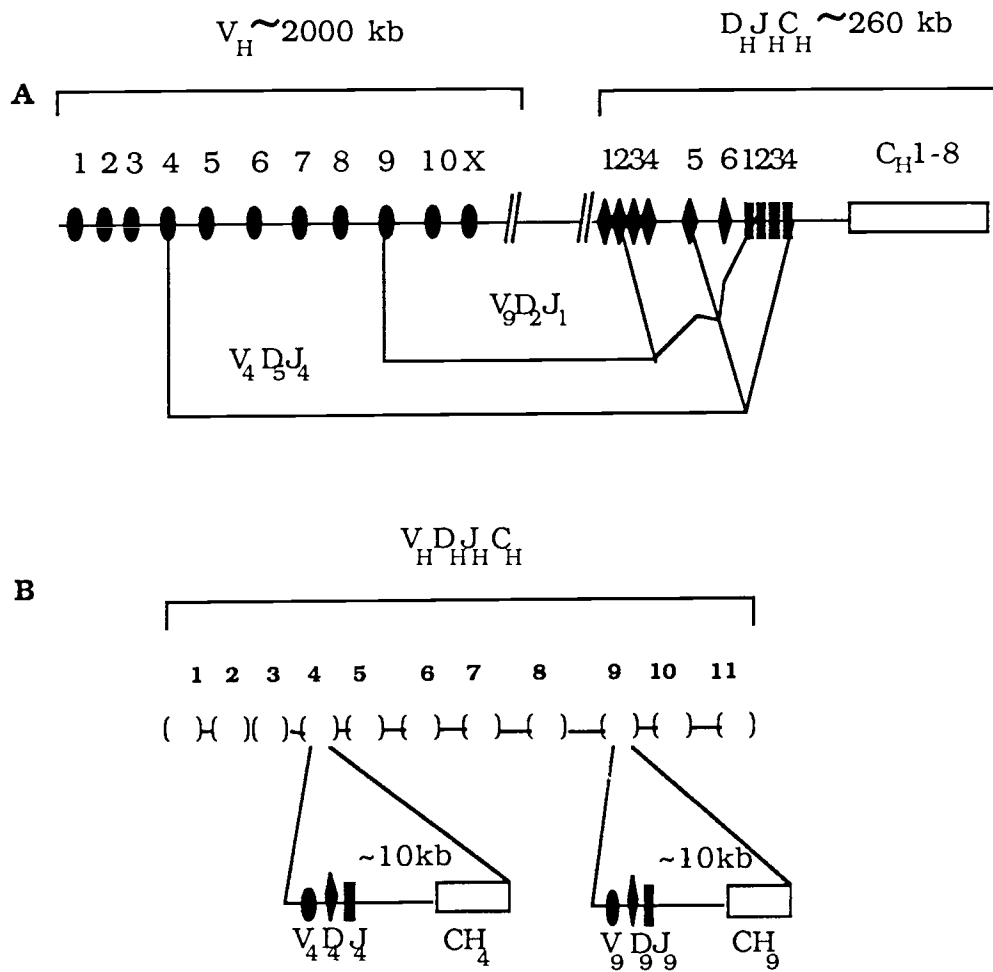 V_H ~2000 kb
D_H J_H C_H ~260 kb
A
1 2 3 4 5 6 7 8 9 10 X 1234 5 6 1234 C_H 1-8
V_9 D_2 J_1
V_4 D_5 J_4
V_H D_H J_H C_H
B
1 2 3 4 5 6 7 8 9 10 11
~10kb ~10kb
V_4 D_4 J_4 CH_4 V_9 D_9 J_9 CH_9